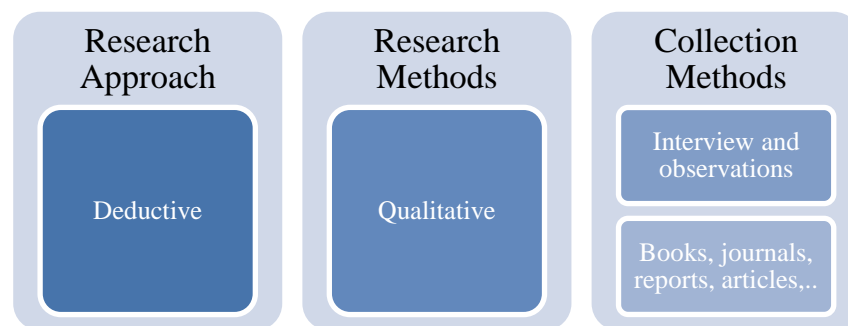 Research
Approach
Deductive
Research
Methods
Qualitative
Collection
Methods
Interview and
observations
Books, journals,
reports, articles,..